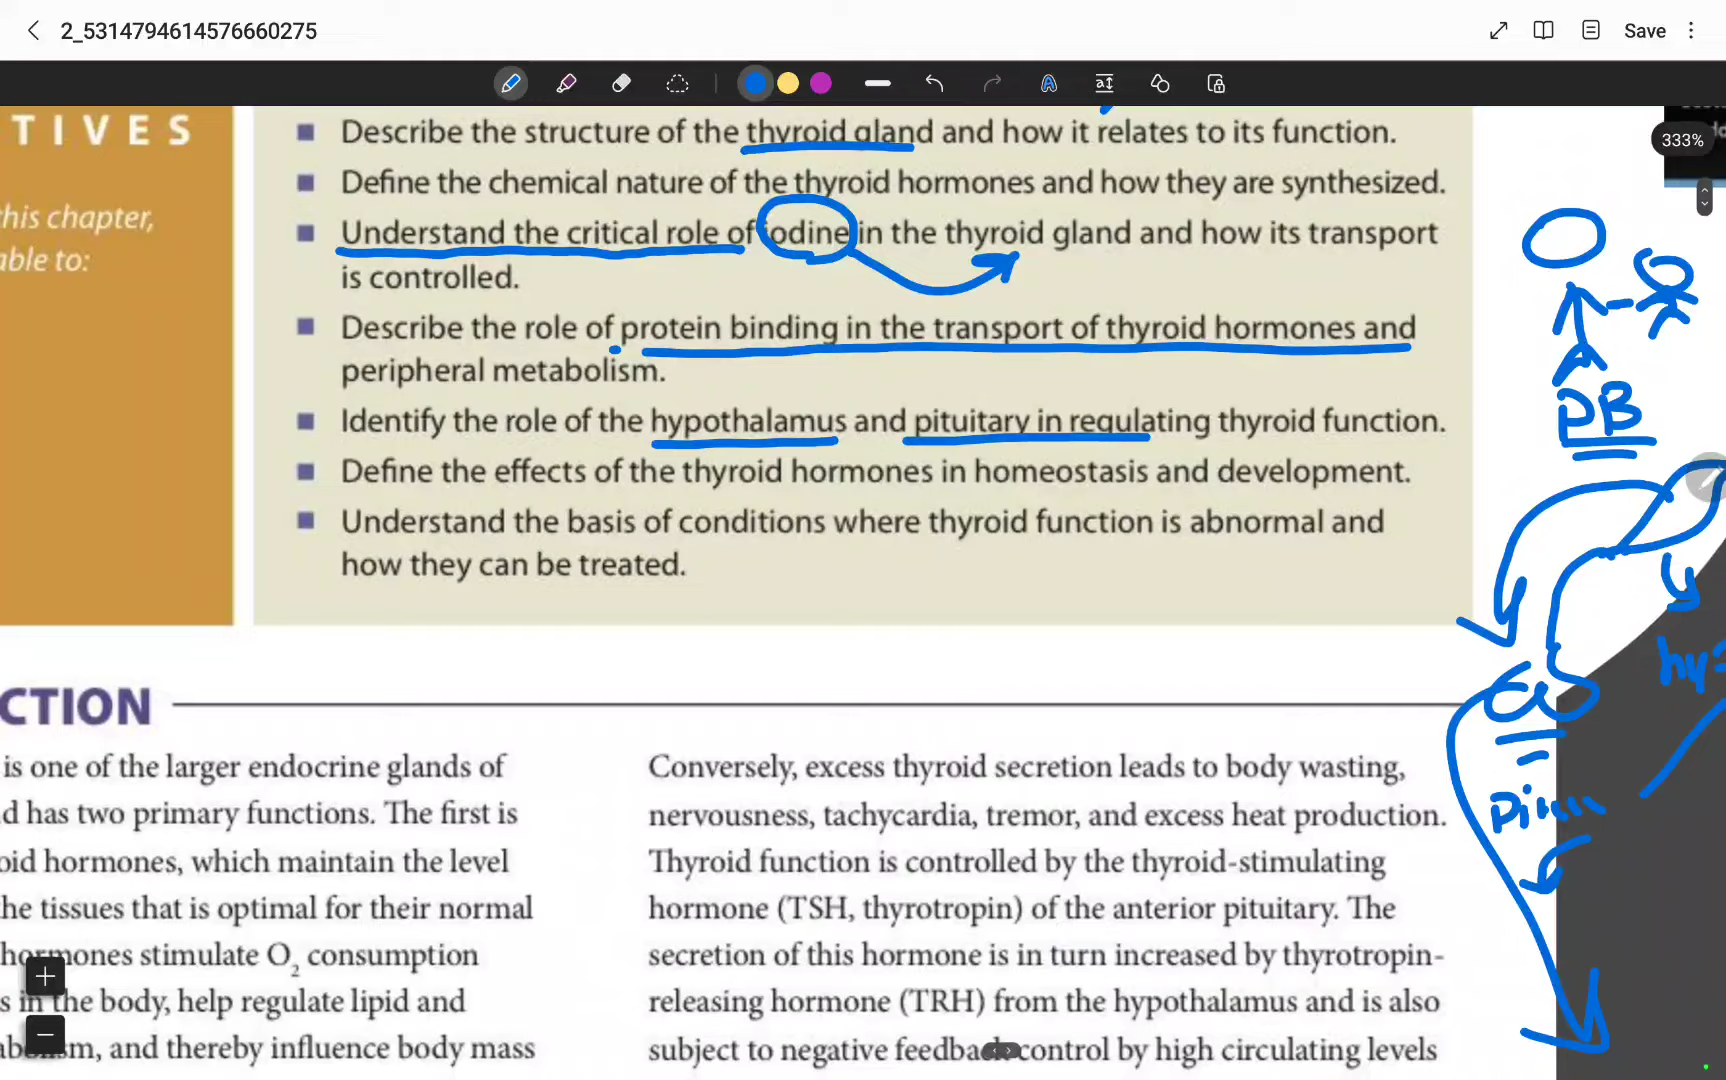 2_5314794614576660275
Save
333%
TIVES
this chapter,
able to:
■ Describe the structure of the thyroid gland and how it relates to its function.
■ Define the chemical nature of the thyroid hormones and how they are synthesized.
■ Understand the critical role of iodine in the thyroid gland and how its transport
is controlled.
■ Describe the role of protein binding in the transport of thyroid hormones and
peripheral metabolism.
■ Identify the role of the hypothalamus and pituitary in regulating thyroid function.
■ Define the effects of the thyroid hormones in homeostasis and development.
■ Understand the basis of conditions where thyroid function is abnormal and
how they can be treated.
PB
hy
CTION
is one of the larger endocrine glands of
d has two primary functions. The first is
oid hormones, which maintain the level
he tissues that is optimal for their normal
hormones stimulate O2 consumption
s in the body, help regulate lipid and
abolism, and thereby influence body mass
Conversely, excess thyroid secretion leads to body wasting,
nervousness, tachycardia, tremor, and excess heat production.
Thyroid function is controlled by the thyroid-stimulating
hormone (TSH, thyrotropin) of the anterior pituitary. The
secretion of this hormone is in turn increased by thyrotropin-
releasing hormone (TRH) from the hypothalamus and is also
subject to negative feedback control by high circulating levels